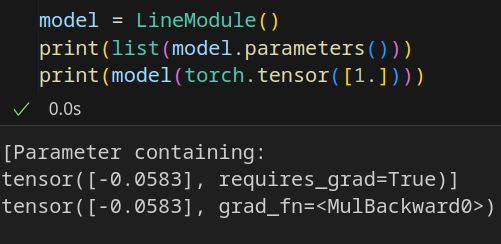 model = LineModule()
print(list(model.parameters()))
print(model(torch.tensor([1.])))
0.0s
[Parameter containing:
tensor([-0.0583], requires_grad=True)]
tensor([-0.0583], grad_fn=<MulBackward0>)